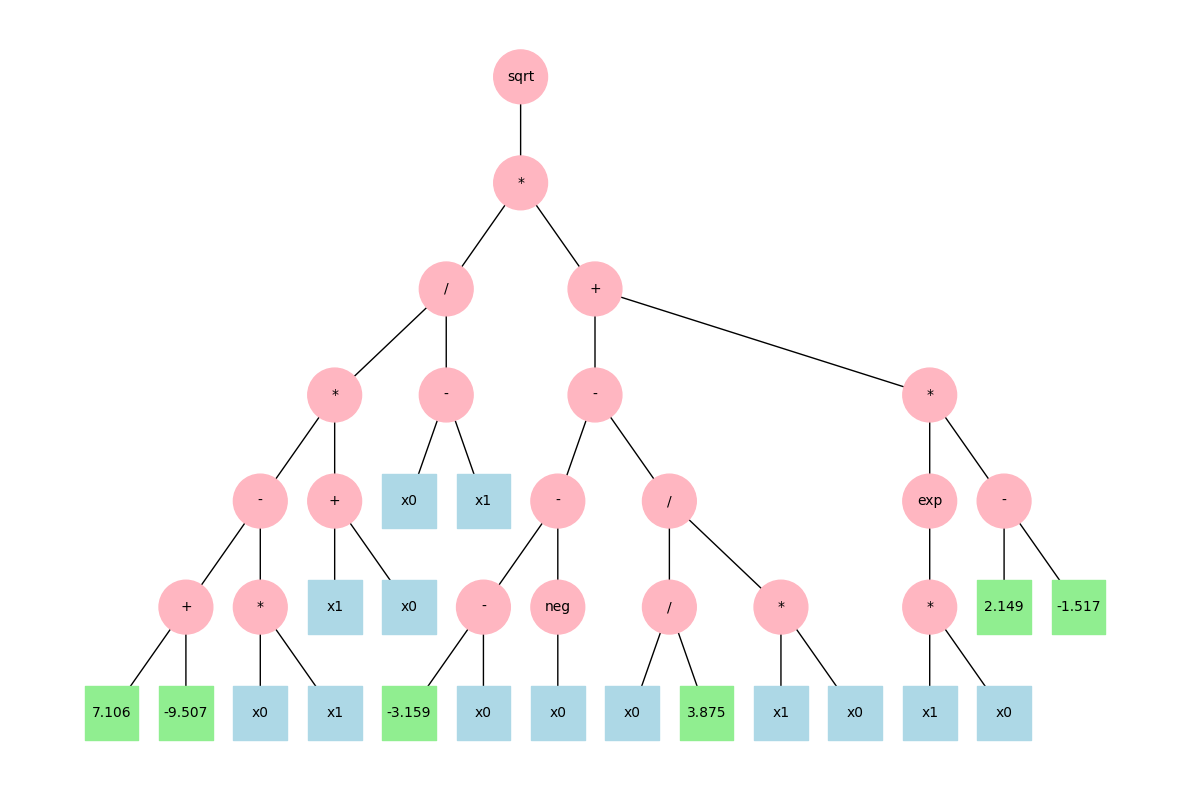 sqrt
*
/ +
* - - *
- + x0 x1 - / exp -
+ * x1 x0 - neg / * * 2.149 -1.517
7.106 -9.507 x0 x1 -3.159 x0 x0 x0 3.875 x1 x0 x1 x0